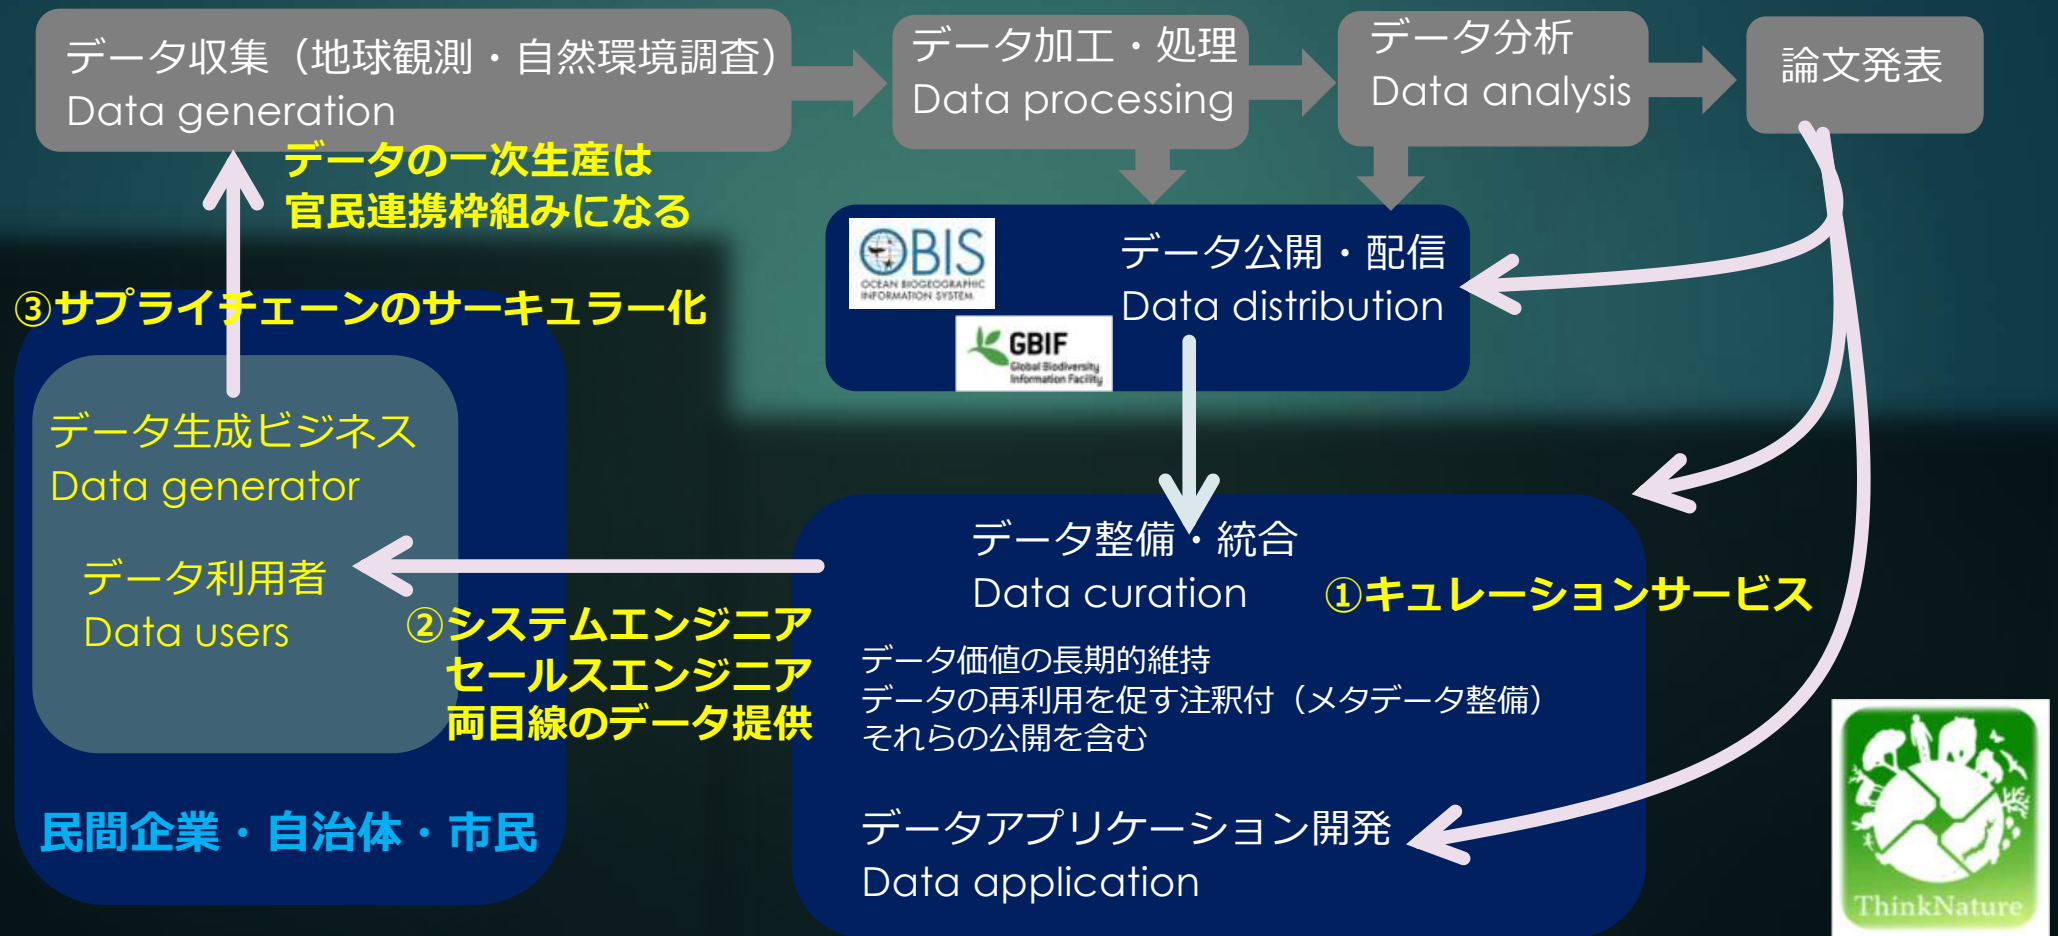 データ収集（地球観測・自然環境調査）
Data generation
データ加工・処理
Data processing
データ分析
Data analysis
論文発表
データの一次生産は
官民連携枠組みになる
OBIS
OCEAN BIOGEOGRAPHIC
INFORMATION SYSTEM
データ公開・配信
Data distribution
GBIF
Global Biodiversity
Information Facility
③サプライチェーンのサーキュラー化
データ生成ビジネス
Data generator
データ利用者
Data users
②システムエンジニア
セールスエンジニア
両目線のデータ提供
民間企業・自治体・市民
データ整備・統合
Data curation
①キュレーションサービス
データ価値の長期的維持
データの再利用を促す注釈付（メタデータ整備）
それらの公開を含む
データアプリケーション開発
Data application
ThinkNature